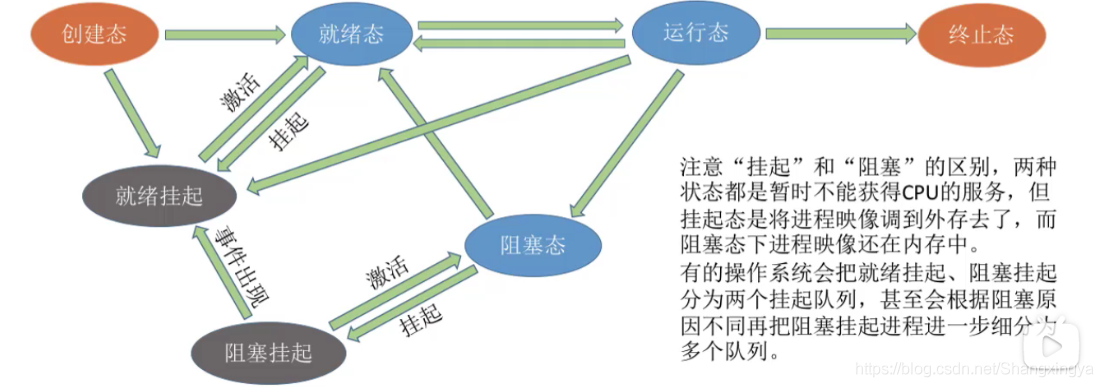 创建态
就绪态
运行态
终止态
激活
挂起
就绪挂起
事件出现
阻塞态
激活
挂起
阻塞挂起
注意“挂起”和“阻塞”的区别，两种
状态都是暂时不能获得CPU的服务，但
挂起态是将进程映像调到外存去了，而
阻塞态下进程映像还在内存中。
有的操作系统会把就绪挂起、阻塞挂起
分为两个挂起队列，甚至会根据阻塞原
因不同再把阻塞挂起进程进一步细分为
多个队列。
https://blog.csdn.net/Shangxingya